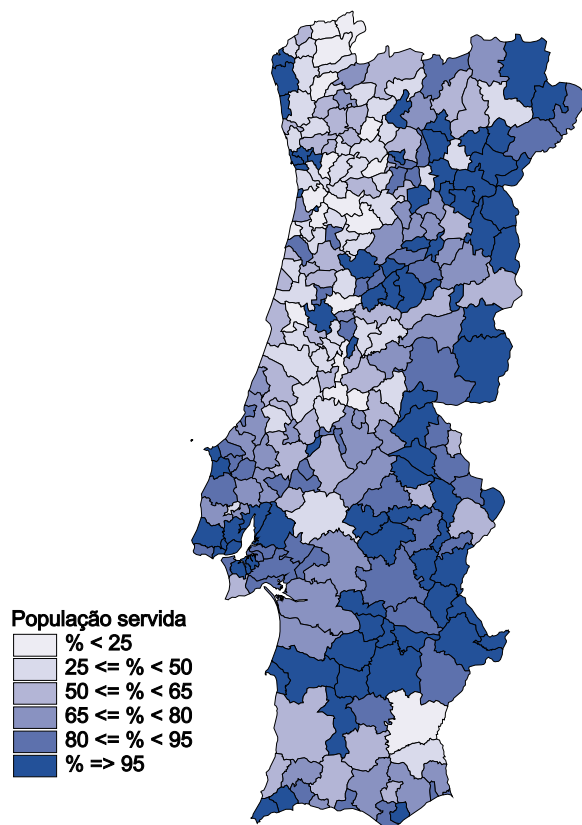 População servida
% < 25
25 <= % < 50
50 <= % < 65
65 <= % < 80
80 <= % < 95
% => 95